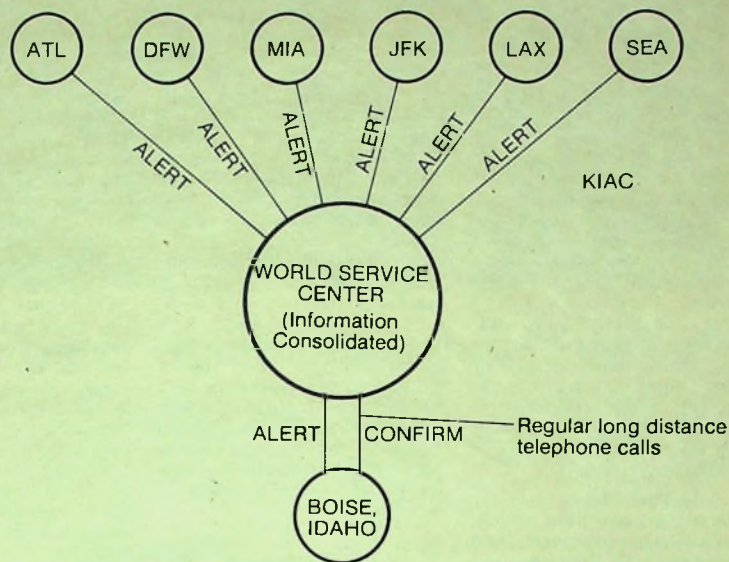 ATL
DFW
MIA
JFK
LAX
SEA
ALERT
ALERT
ALERT
ALERT
ALERT
ALERT
KIAC
WORLD SERVICE
CENTER
(Information
Consolidated)
ALERT
CONFIRM
Regular long distance
telephone calls
BOISE,
IDAHO